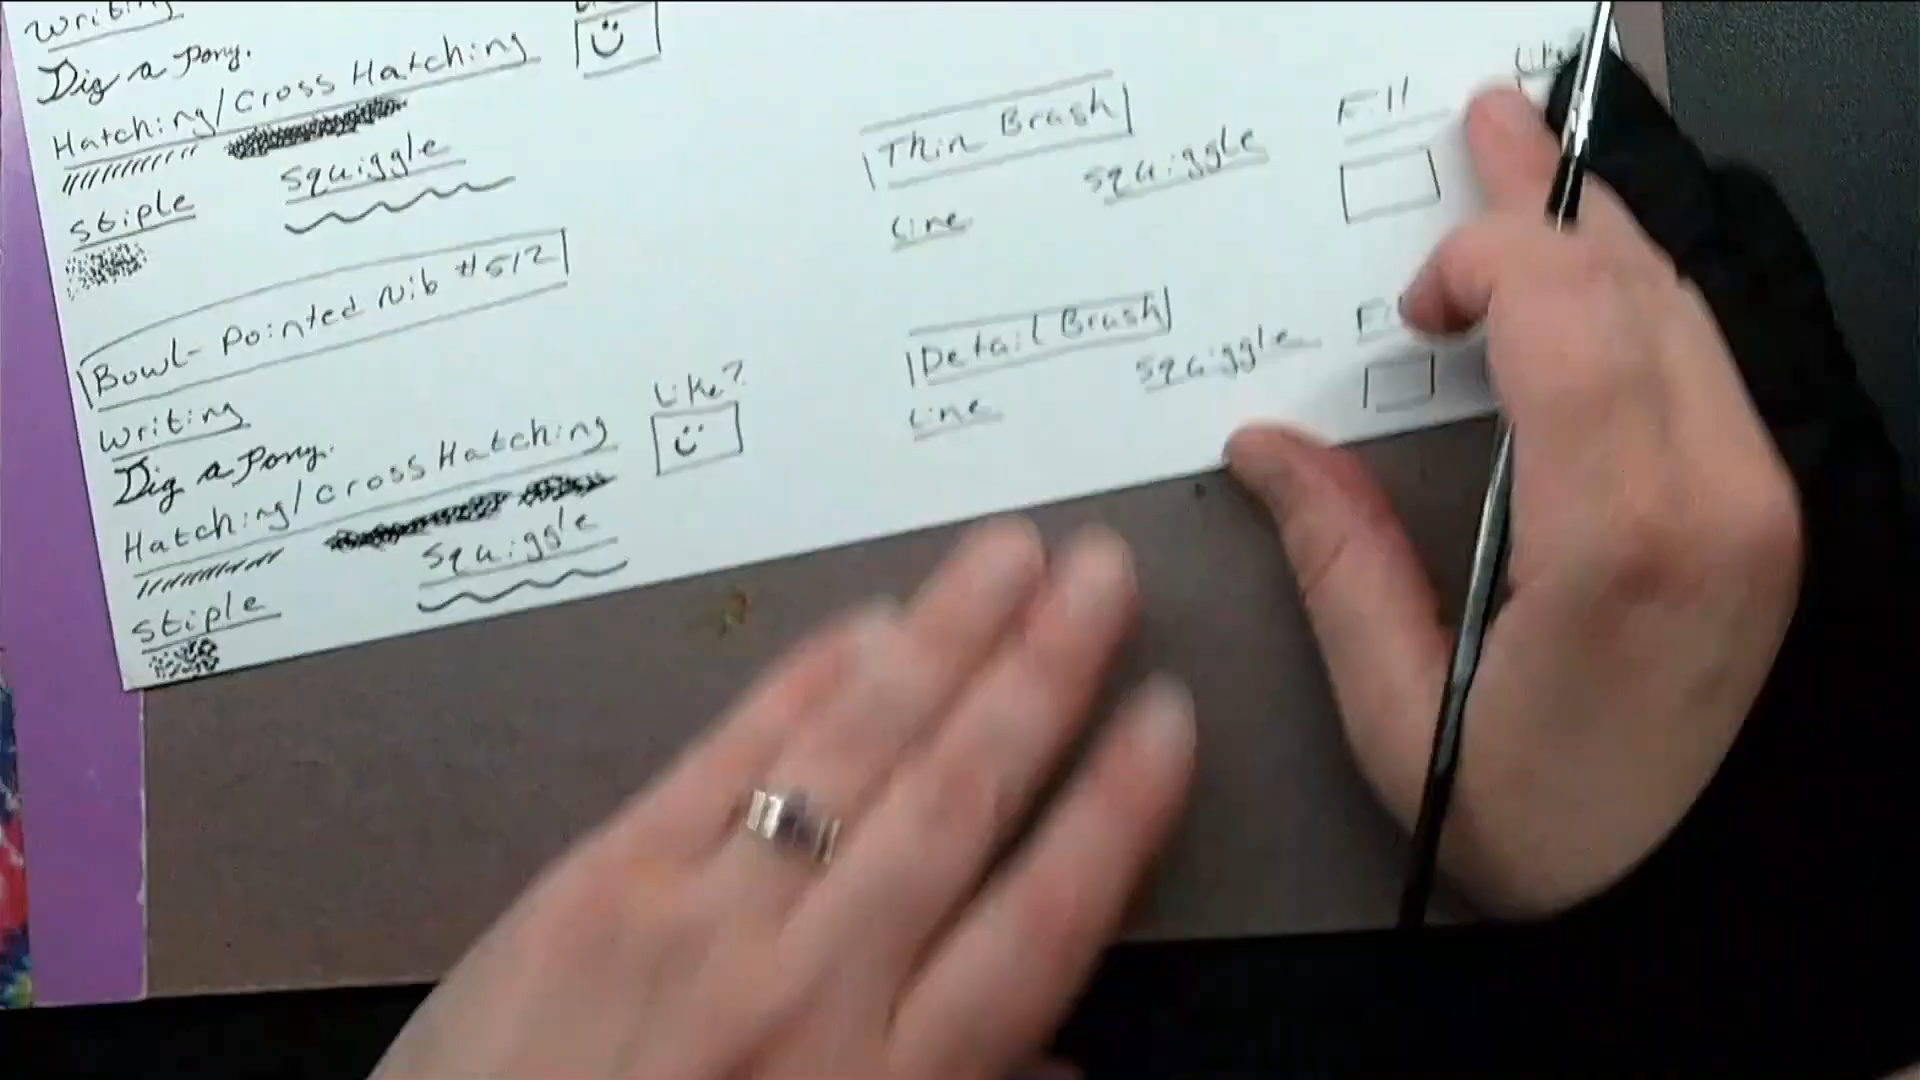 Writing
Dig a Pony.
Hatching/Cross Hatching
Stiple
Squiggle
Bowl-Pointed Nib #512
Writing
Like?
Dig a Pony.
Hatching/Cross Hatching
Squiggle
Stiple
Thin Brush
Line
Squiggle
Fill
Like
Detail Brush
Line
Squiggle